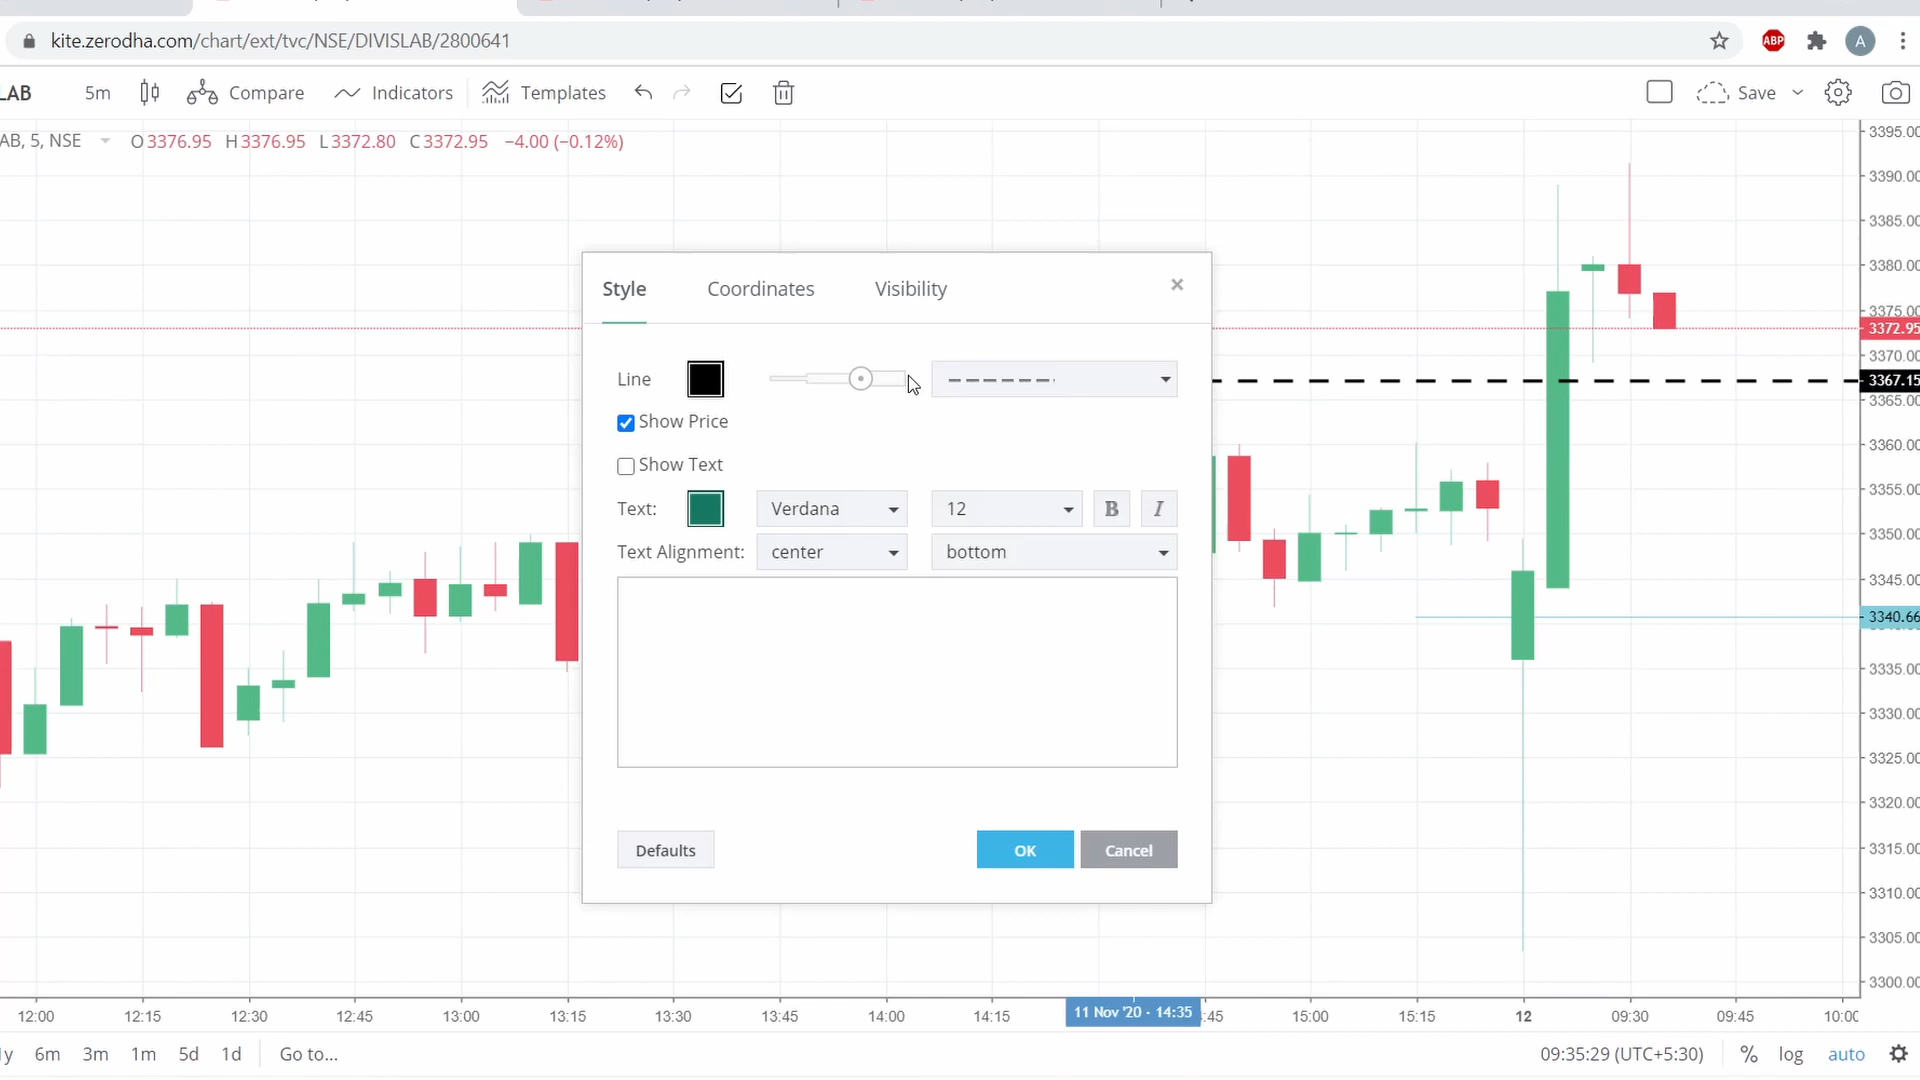 kite.zerodha.com/chart/ext/tvc/NSE/DIVISLAB/2800641
ABP
A
LAB 5m Compare Indicators Templates Save
AB, 5, NSE O3376.95 H3376.95 L3372.80 C3372.95 −4.00 (−0.12%)
3395.00
3390.00
3385.00
3380.00
3375.00
3372.95
3370.00
3367.15
3365.00
3360.00
3355.00
3350.00
3345.00
3340.66
3335.00
3330.00
3325.00
3320.00
3315.00
3310.00
3305.00
3300.00
Style Coordinates Visibility ×
Line
Show Price
Show Text
Text: Verdana 12 B I
Text Alignment: center bottom
Defaults OK Cancel
12:00 12:15 12:30 12:45 13:00 13:15 13:30 13:45 14:00 14:15 11 Nov '20 - 14:35 :45 15:00 15:15 12 09:30 09:45 10:00
y 6m 3m 1m 5d 1d Go to... 09:35:29 (UTC+5:30) % log auto